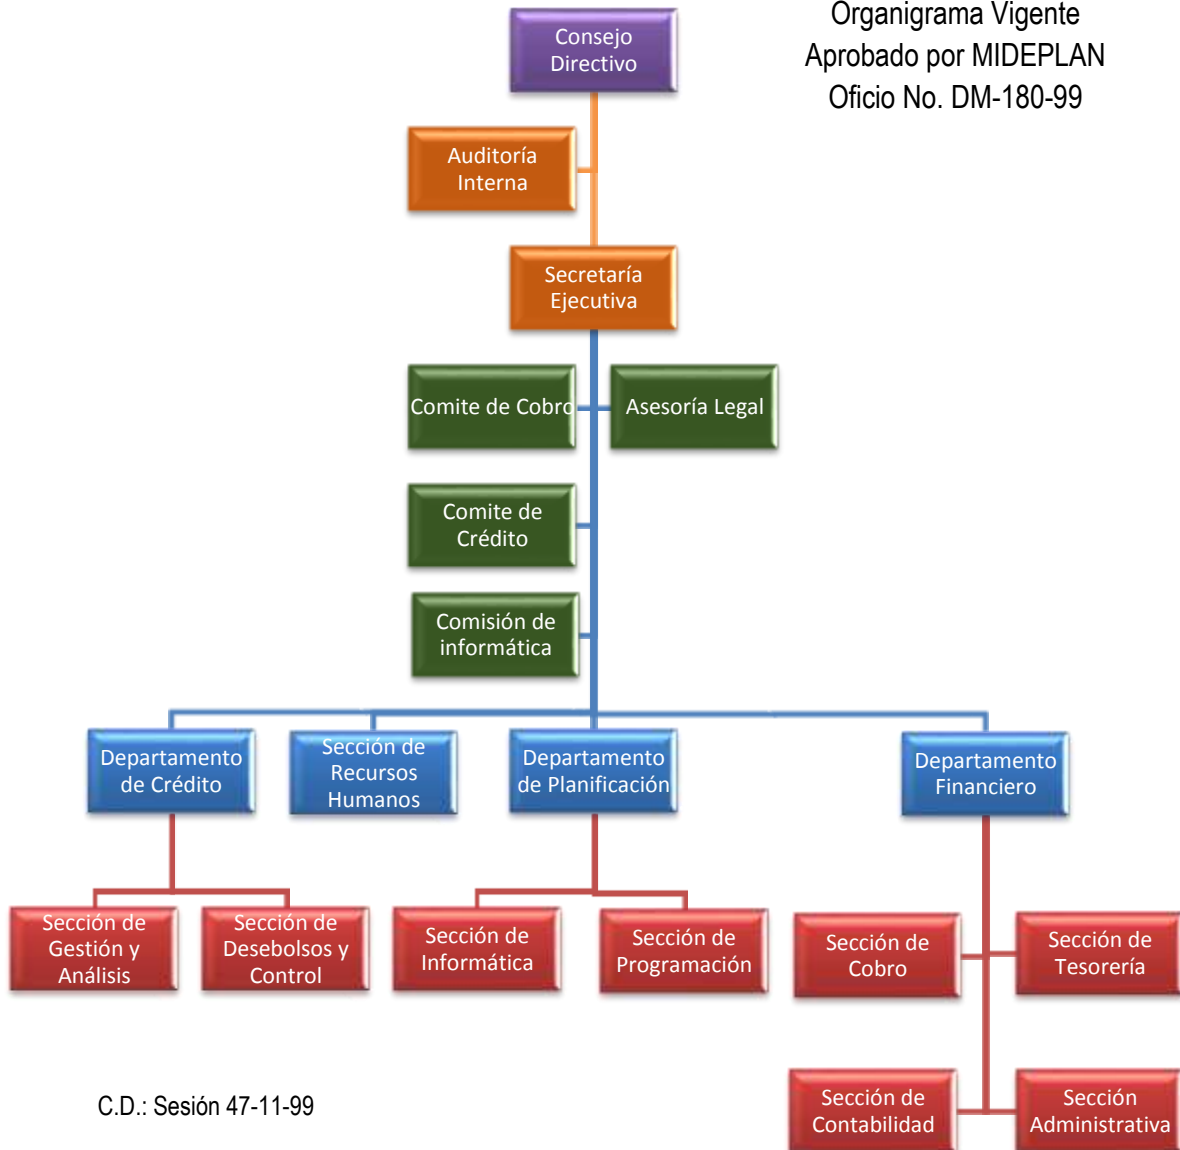 Organigrama Vigente
Aprobado por MIDEPLAN
Oficio No. DM-180-99
Consejo
Directivo
Auditoría
Interna
Secretaría
Ejecutiva
Comite de Cobro
Asesoría Legal
Comite de
Crédito
Comisión de
informática
Departamento
de Crédito
Sección de
Recursos
Humanos
Departamento
de Planificación
Departamento
Financiero
Sección de
Gestión y
Análisis
Sección de
Desebolsos y
Control
Sección de
Informática
Sección de
Programación
Sección de
Cobro
Sección de
Tesorería
Sección de
Contabilidad
Sección
Administrativa
C.D.: Sesión 47-11-99